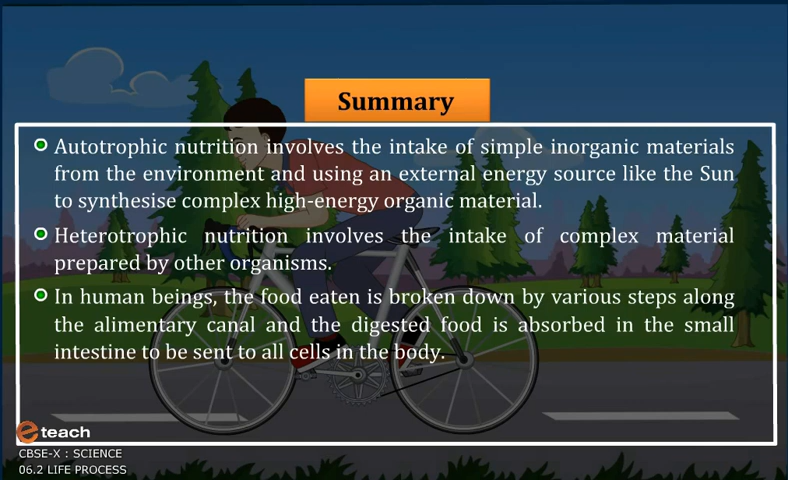 Summary
Autotrophic nutrition involves the intake of simple inorganic materials
from the environment and using an external energy source like the Sun
to synthesise complex high-energy organic material.
Heterotrophic nutrition involves the intake of complex material
prepared by other organisms.
In human beings, the food eaten is broken down by various steps along
the alimentary canal and the digested food is absorbed in the small
intestine to be sent to all cells in the body.
e teach
CBSE-X : SCIENCE
06.2 LIFE PROCESS